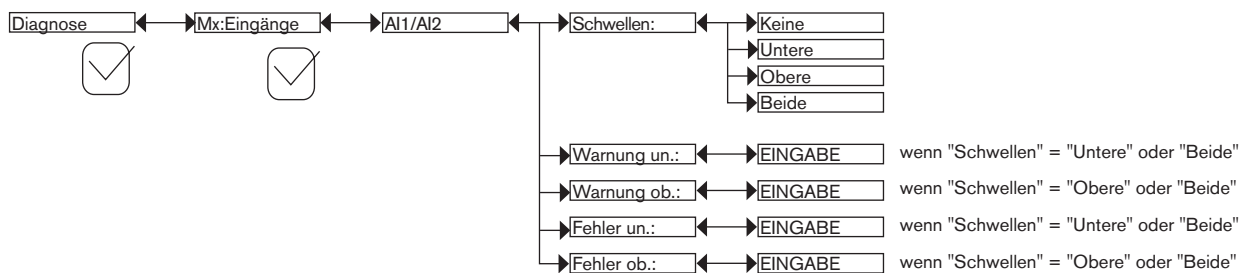 Diagnose Mx:Eingänge AI1/AI2 Schwellen: Keine
Untere
Obere
Beide
Warnung un.: EINGABE wenn "Schwellen" = "Untere" oder "Beide"
Warnung ob.: EINGABE wenn "Schwellen" = "Obere" oder "Beide"
Fehler un.: EINGABE wenn "Schwellen" = "Untere" oder "Beide"
Fehler ob.: EINGABE wenn "Schwellen" = "Obere" oder "Beide"